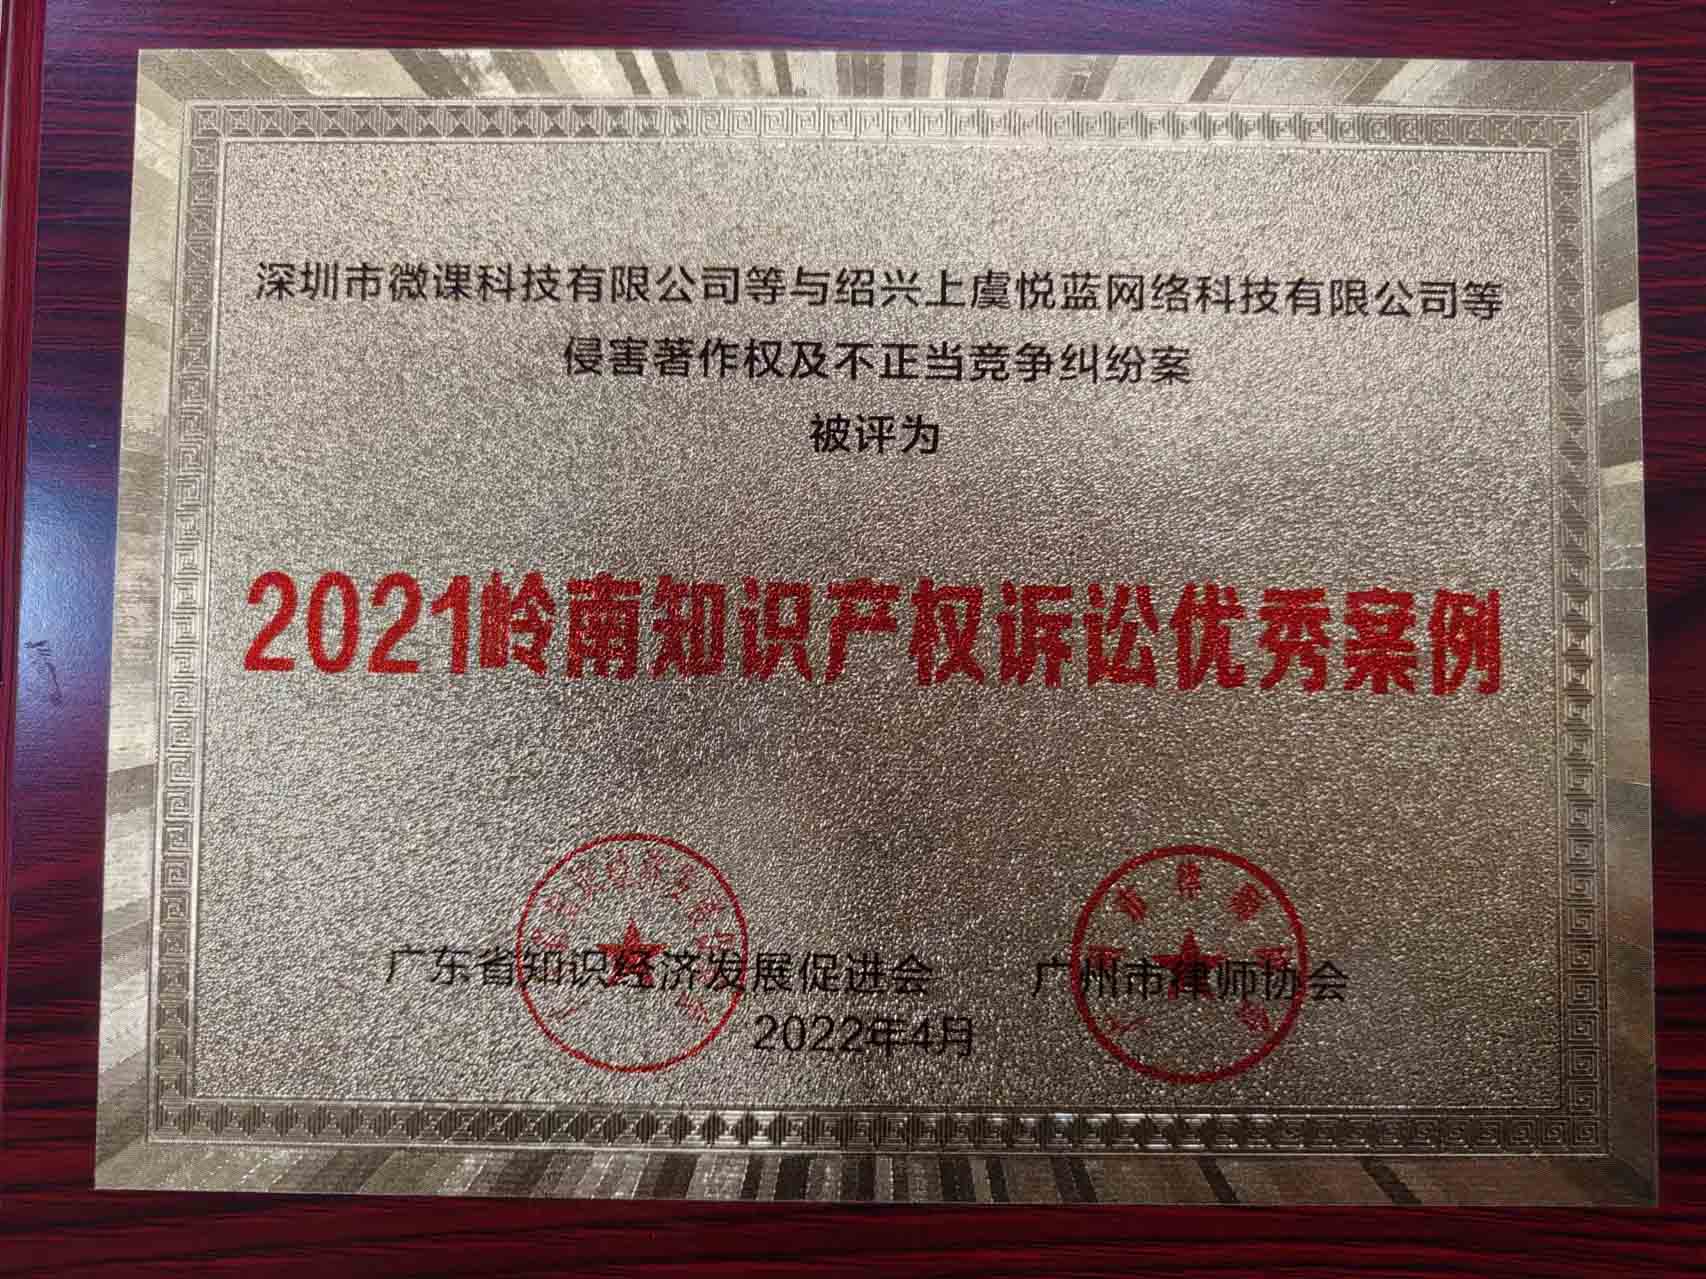 深圳市微课科技有限公司等与绍兴上虞悦蓝网络科技有限公司等
侵害著作权及不正当竞争纠纷案
被评为
2021岭南知识产权诉讼优秀案例
广东省知识经济发展促进会 广州市律师协会
2022年4月